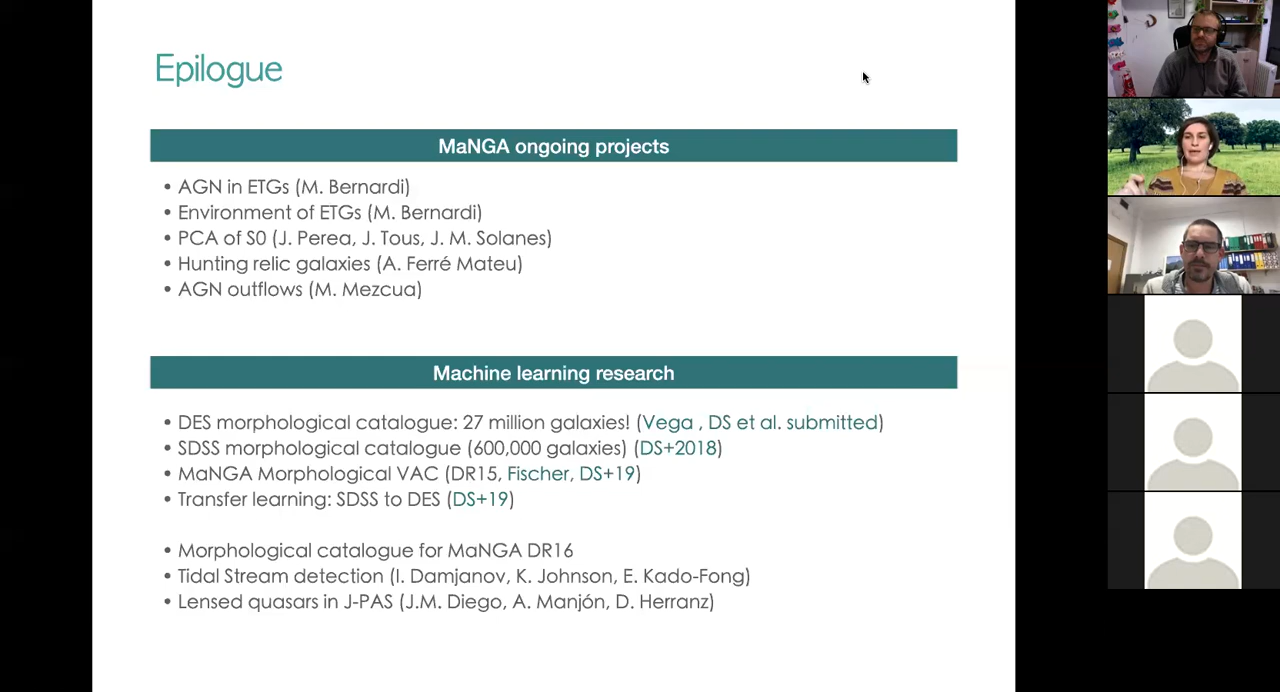 Epilogue
MaNGA ongoing projects
• AGN in ETGs (M. Bernardi)
• Environment of ETGs (M. Bernardi)
• PCA of S0 (J. Perea, J. Tous, J. M. Solanes)
• Hunting relic galaxies (A. Ferré Mateu)
• AGN outflows (M. Mezcua)
Machine learning research
• DES morphological catalogue: 27 million galaxies! (Vega , DS et al. submitted)
• SDSS morphological catalogue (600,000 galaxies) (DS+2018)
• MaNGA Morphological VAC (DR15, Fischer, DS+19)
• Transfer learning: SDSS to DES (DS+19)
• Morphological catalogue for MaNGA DR16
• Tidal Stream detection (I. Damjanov, K. Johnson, E. Kado-Fong)
• Lensed quasars in J-PAS (J.M. Diego, A. Manjón, D. Herranz)